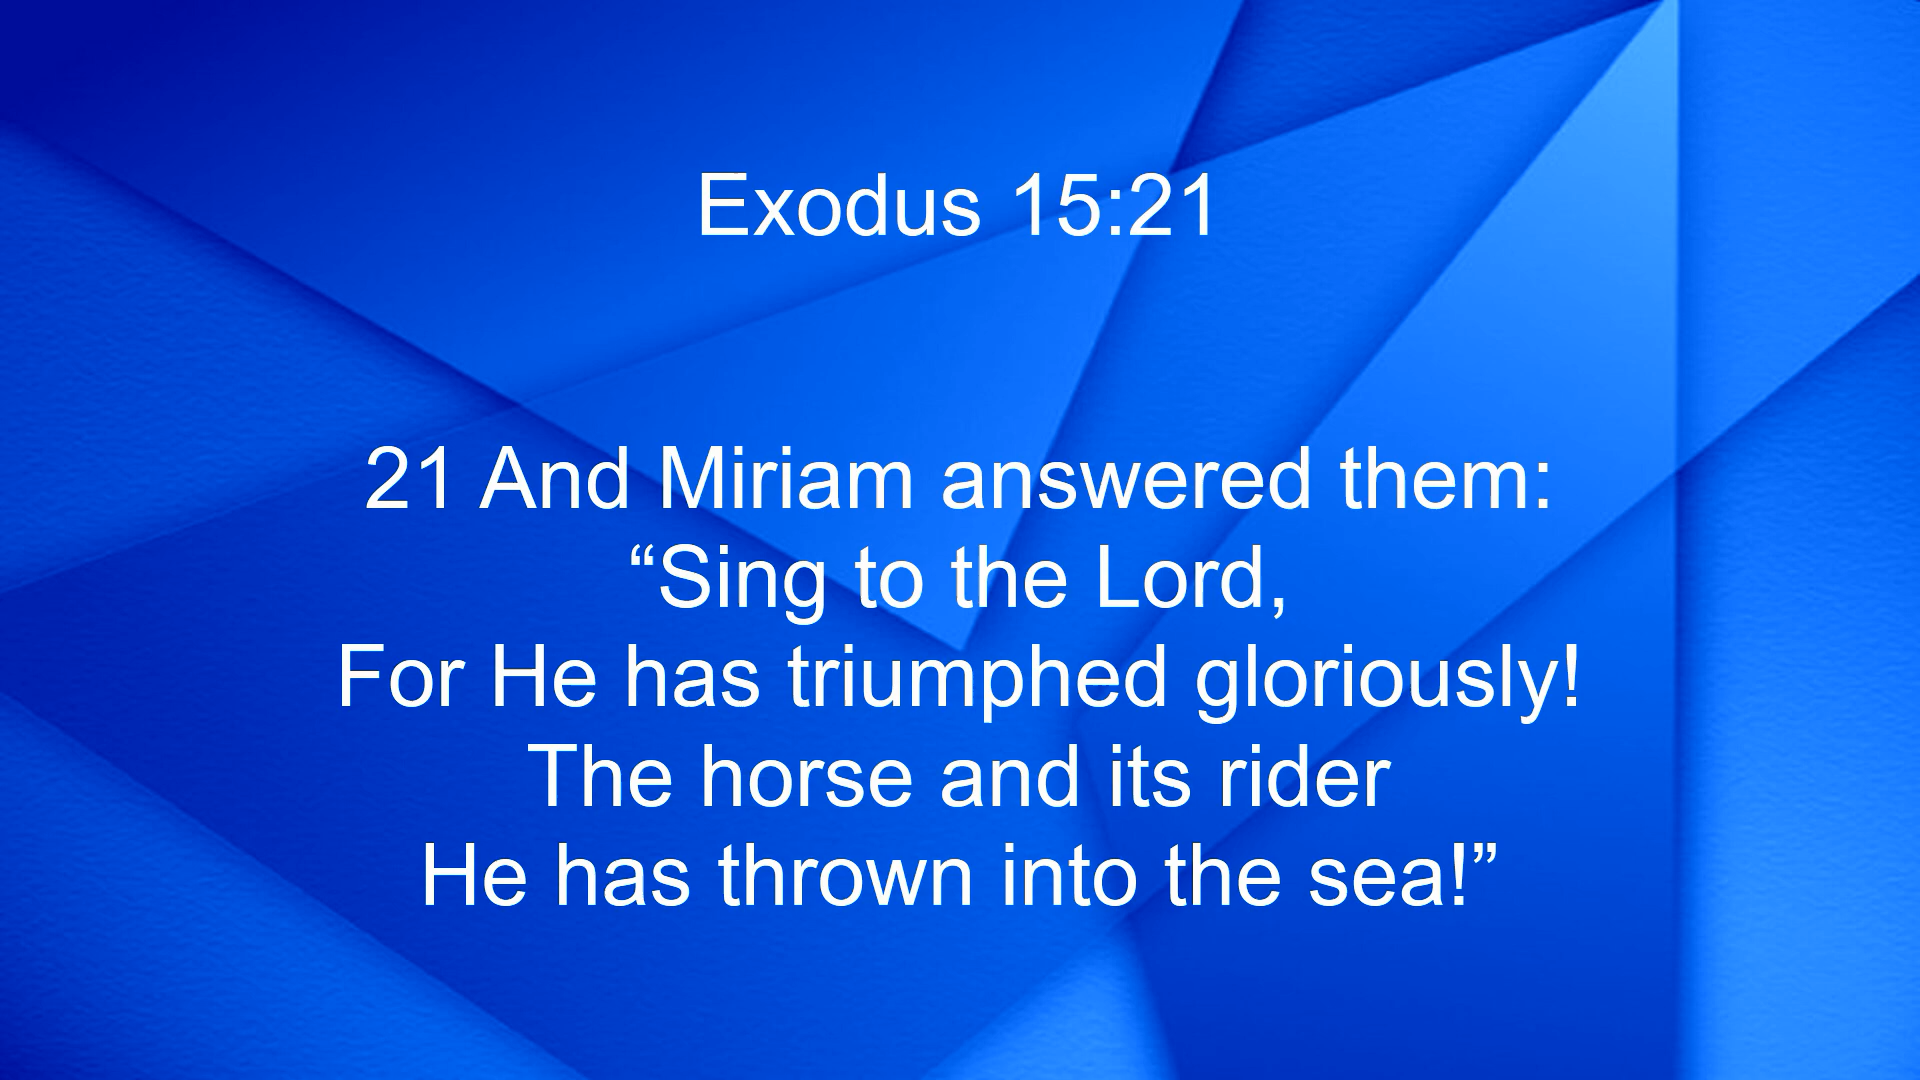 Exodus 15:21
21 And Miriam answered them:
“Sing to the Lord,
For He has triumphed gloriously!
The horse and its rider
He has thrown into the sea!”